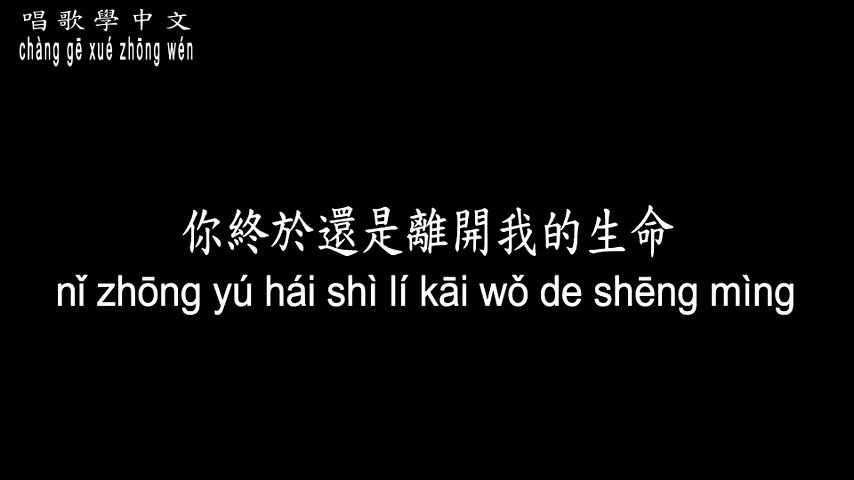 唱歌學中文
chàng gē xué zhōng wén
你終於還是離開我的生命
nǐ zhōng yú hái shì lí kāi wǒ de shēng mìng